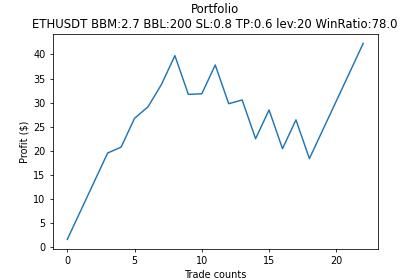 Portfolio
ETHUSDT BBM:2.7 BBL:200 SL:0.8 TP:0.6 lev:20 WinRatio:78.0
40
35
30
25
20
15
10
5
0
Profit ($)
0 5 10 15 20
Trade counts